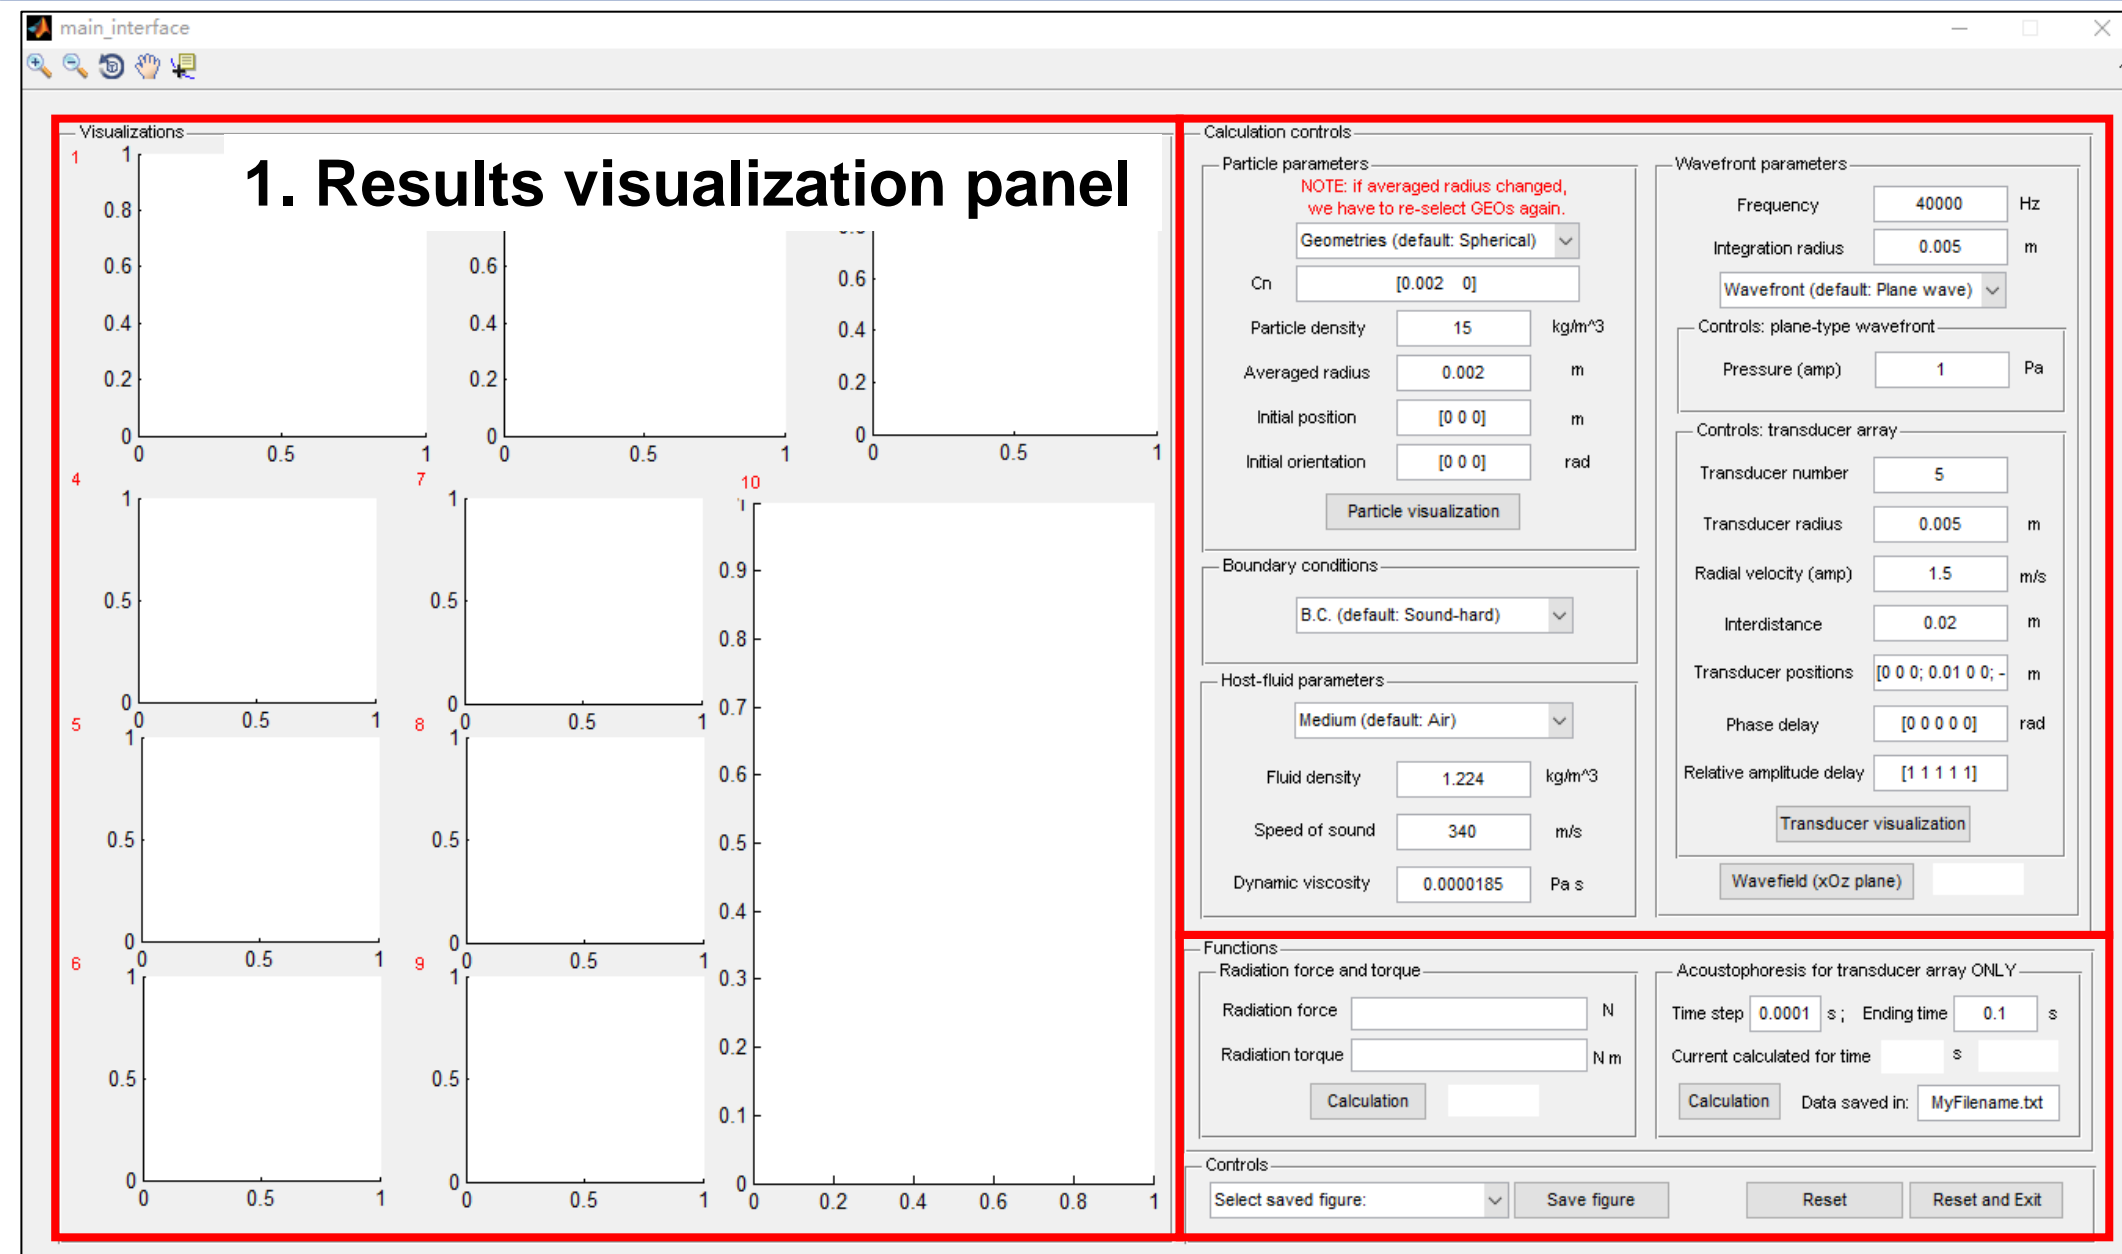 main_interface
Visualizations
1. Results visualization panel
1
1
0.8
0.6
0.4
0.2
0
0
0.5
1
0.6
0.4
0.2
0
0
0.5
1
0.6
0.4
0.2
0
0
0.5
1
4
1
0.5
0
0
0.5
1
7
1
0.5
0
0
0.5
1
5
1
0.5
0
0
0.5
1
8
1
0.5
0
0
0.5
1
6
1
0.5
0
0
0.5
1
9
1
0.5
0
0
0.5
1
10
1
0.9
0.8
0.7
0.6
0.5
0.4
0.3
0.2
0.1
0
0
0.2
0.4
0.6
0.8
1
Calculation controls
Particle parameters
NOTE: if averaged radius changed,
we have to re-select GEOs again.
Geometries (default: Spherical)
Cn [0.002 0]
Particle density 15 kg/m^3
Averaged radius 0.002 m
Initial position [0 0 0] m
Initial orientation [0 0 0] rad
Particle visualization
Boundary conditions
B.C. (default: Sound-hard)
Host-fluid parameters
Medium (default: Air)
Fluid density 1.224 kg/m^3
Speed of sound 340 m/s
Dynamic viscosity 0.0000185 Pa s
Wavefront parameters
Frequency 40000 Hz
Integration radius 0.005 m
Wavefront (default: Plane wave)
Controls: plane-type wavefront
Pressure (amp) 1 Pa
Controls: transducer array
Transducer number 5
Transducer radius 0.005 m
Radial velocity (amp) 1.5 m/s
Interdistance 0.02 m
Transducer positions [0 0 0; 0.01 0 0; - m
Phase delay [0 0 0 0 0] rad
Relative amplitude delay [1 1 1 1 1]
Transducer visualization
Wavefield (xOz plane)
Functions
Radiation force and torque
Radiation force N
Radiation torque N m
Calculation
Acoustophoresis for transducer array ONLY
Time step 0.0001 s ; Ending time 0.1 s
Current calculated for time s
Calculation Data saved in: MyFilename.txt
Controls
Select saved figure: Save figure Reset Reset and Exit